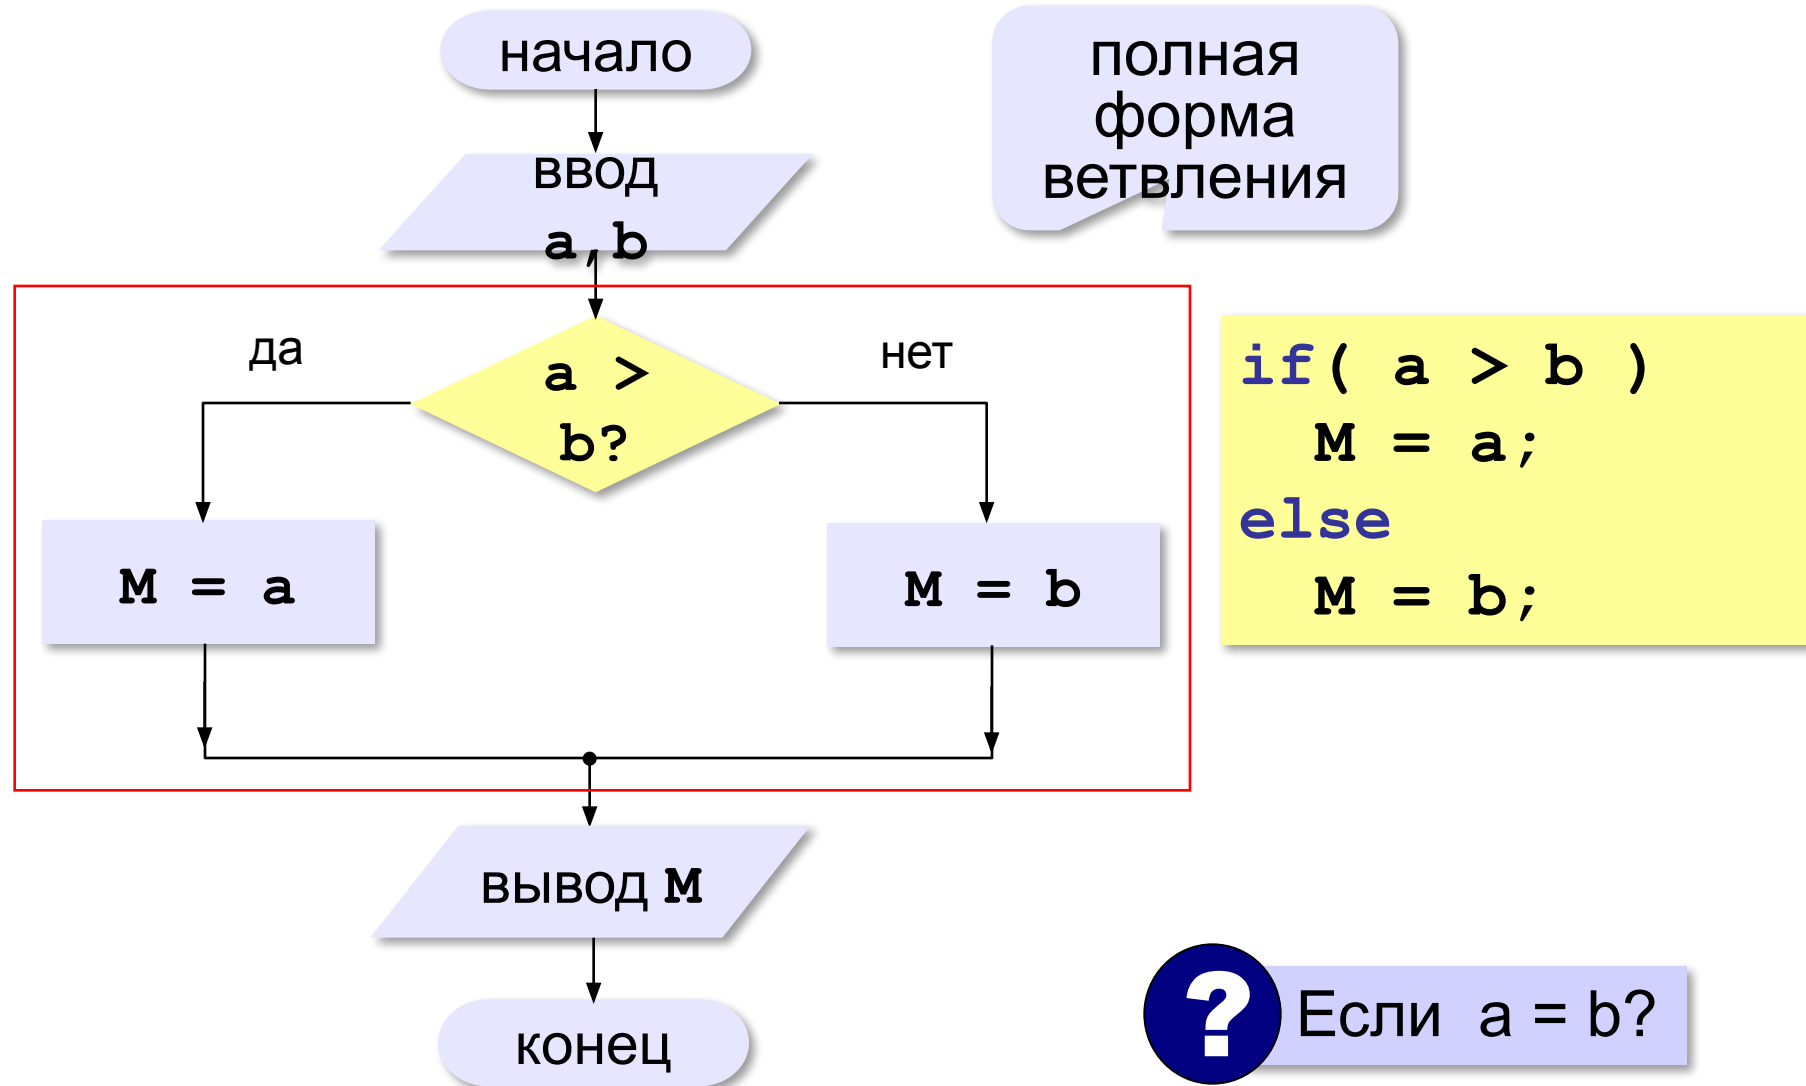 начало
полная
форма
ветвления
ввод
a,b
да
a >
b?
нет
M = a
M = b
if( a > b )
M = a;
else
M = b;
вывод M
конец
? Если a = b?